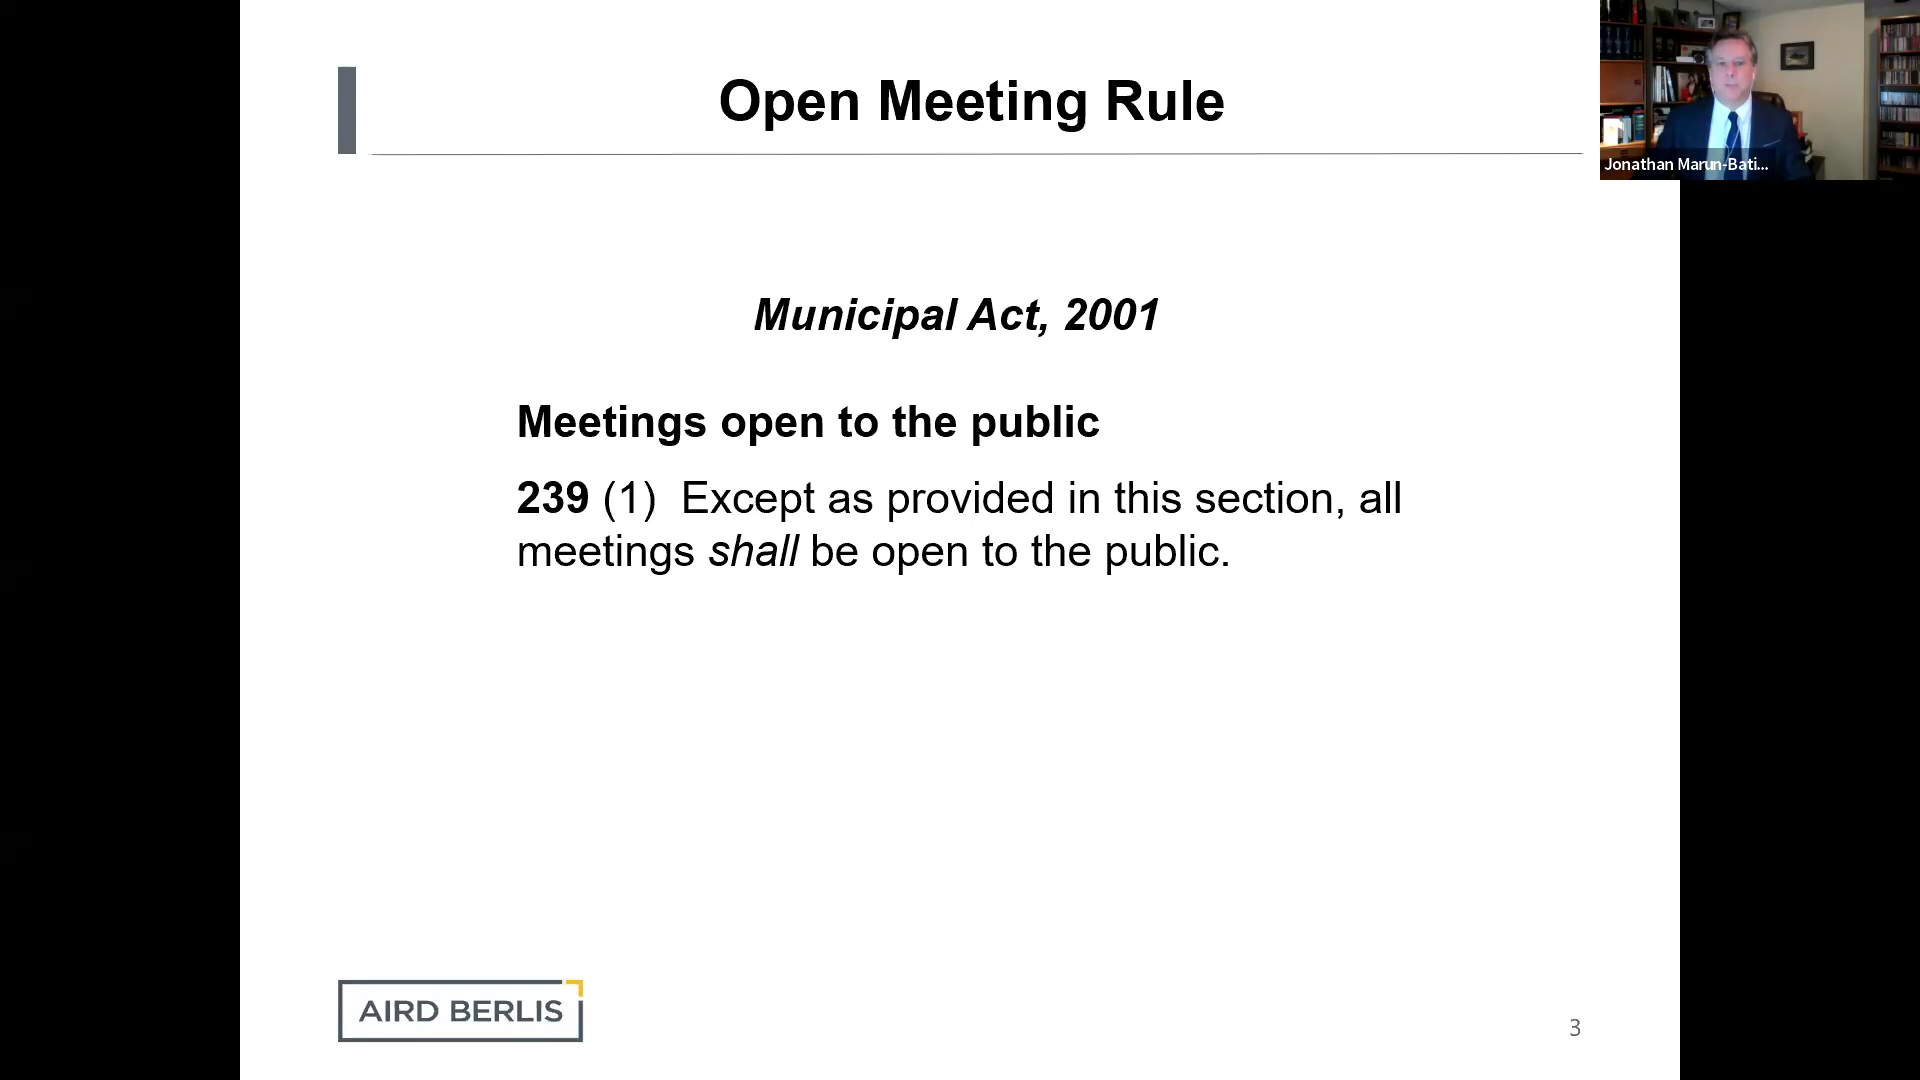 Open Meeting Rule
Jonathan Marun-Bati...
Municipal Act, 2001
Meetings open to the public
239 (1) Except as provided in this section, all
meetings shall be open to the public.
AIRD BERLIS
3